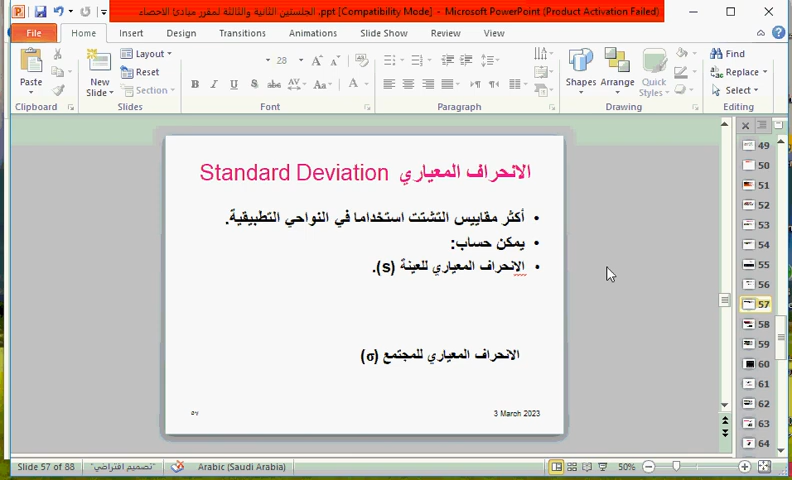 الجلستين الثانية والثالثة لمقرر مبادئ الاحصاء.ppt [Compatibility Mode] - Microsoft PowerPoint (Product Activation Failed)
File Home Insert Design Transitions Animations Slide Show Review View
Paste
Clipboard
New Slide
Layout
Reset
Section
Slides
28
Font
Paragraph
Shapes
Arrange
Quick Styles
Drawing
Find
Replace
Select
Editing
الانحراف المعياري Standard Deviation
• أكثر مقاييس التشتت استخداما في النواحي التطبيقية.
• يمكن حساب:
• الانحراف المعياري للعينة (s).
الانحراف المعياري للمجتمع (σ)
3 March 2023
٥٧
49
50
51
52
53
54
55
56
57
58
59
60
61
62
63
64
Slide 57 of 88
"تصميم افتراضي"
Arabic (Saudi Arabia)
50%